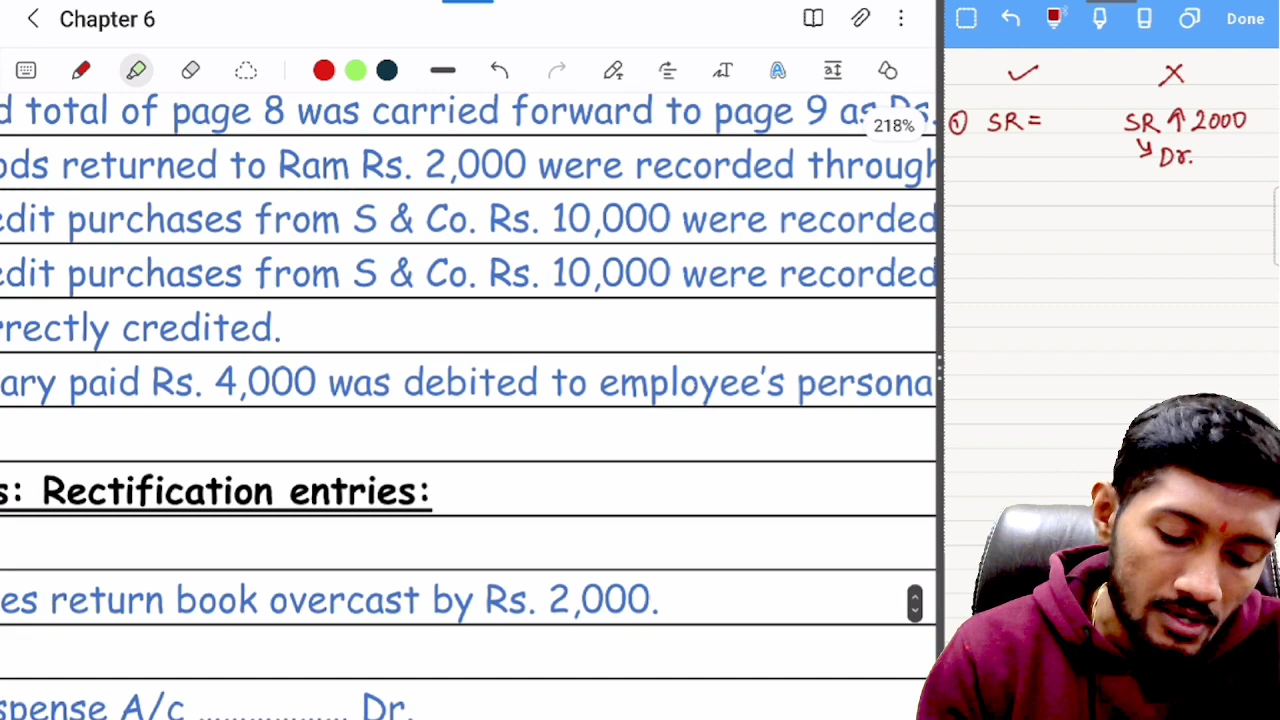 Chapter 6
d total of page 8 was carried forward to page 9 as Rs.
218%
ods returned to Ram Rs. 2,000 were recorded through
edit purchases from S & Co. Rs. 10,000 were recorded
edit purchases from S & Co. Rs. 10,000 were recorded
rrectly credited.
ary paid Rs. 4,000 was debited to employee's persona
s: Rectification entries:
es return book overcast by Rs. 2,000.
spense A/c ................. Dr.
Done
✓ X
① SR = SR ↑ 2000
↘ Dr.